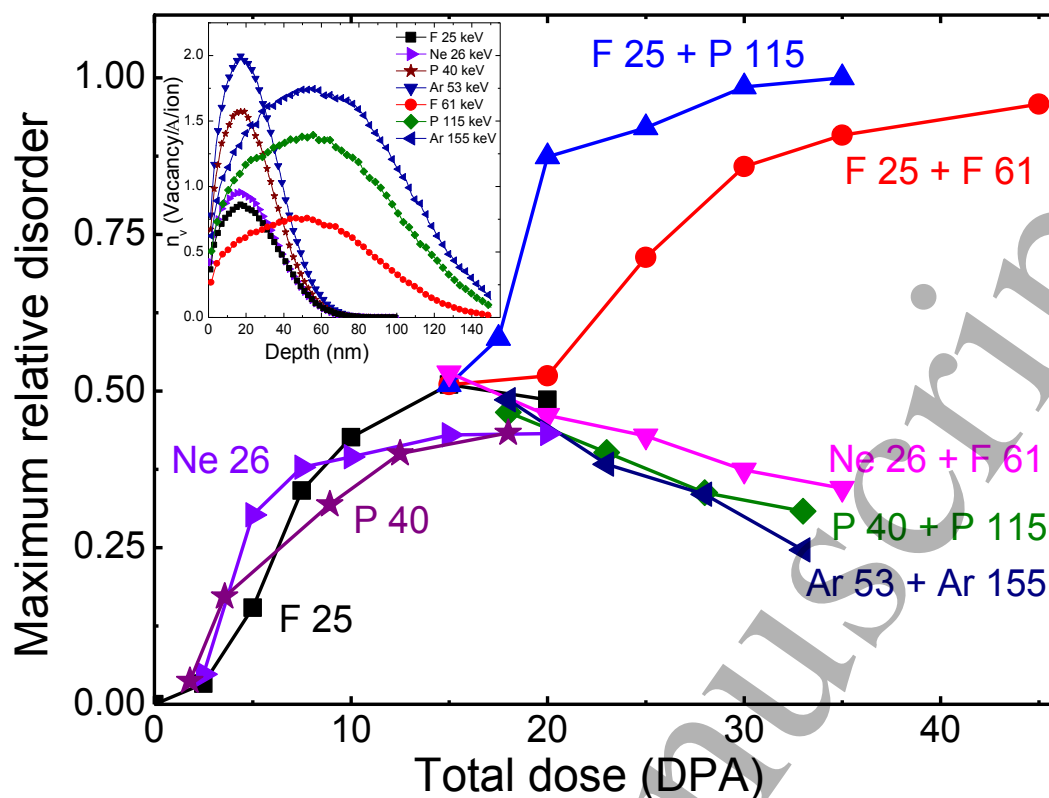 F 25 keV
Ne 26 keV
P 40 keV
Ar 53 keV
F 61 keV
P 115 keV
Ar 155 keV
2.0
1.5
1.0
0.5
0.0
nv (Vacancy/Å/ion)
0 20 40 60 80 100 120 140
Depth (nm)
F 25 + P 115
F 25 + F 61
Ne 26
P 40
F 25
Ne 26 + F 61
P 40 + P 115
Ar 53 + Ar 155
1.00
0.75
0.50
0.25
0.00
Maximum relative disorder
0 10 20 30 40
Total dose (DPA)
nuscrip